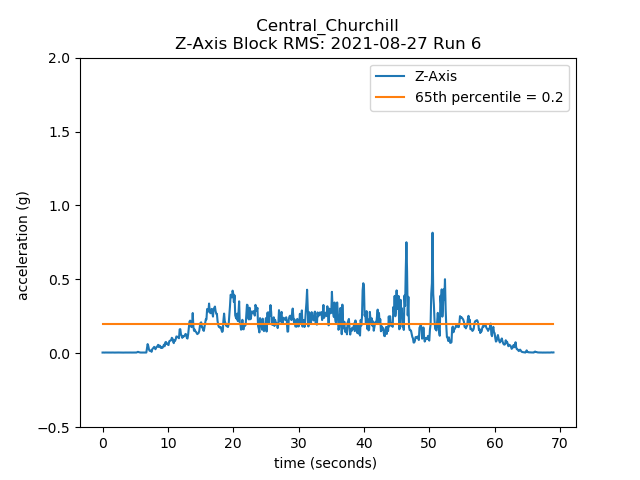 Central_Churchill
Z-Axis Block RMS: 2021-08-27 Run 6
Z-Axis
65th percentile = 0.2
acceleration (g)
2.0
1.5
1.0
0.5
0.0
−0.5
0 10 20 30 40 50 60 70
time (seconds)